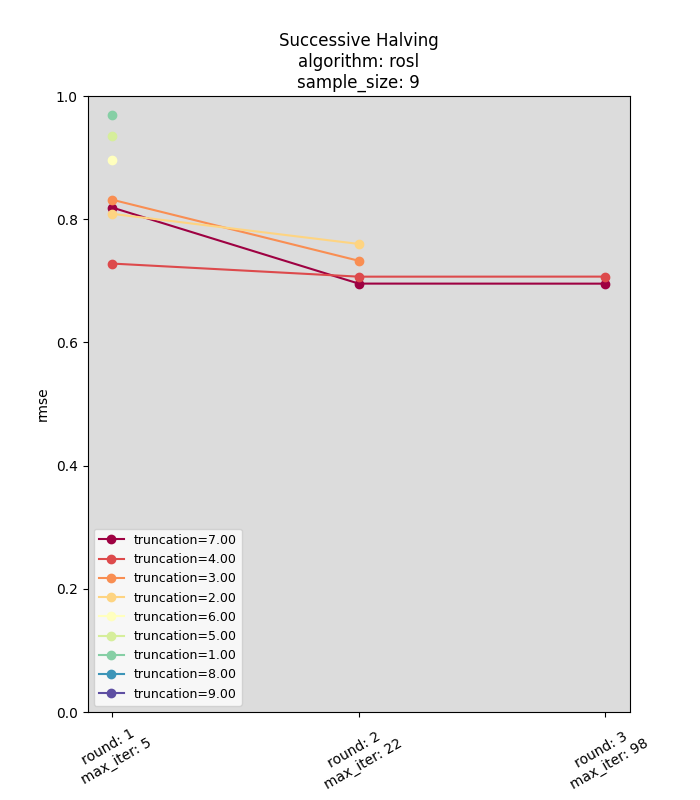 Successive Halving
algorithm: rosl
sample_size: 9
1.0
0.8
0.6
0.4
0.2
0.0
rmse
truncation=7.00
truncation=4.00
truncation=3.00
truncation=2.00
truncation=6.00
truncation=5.00
truncation=1.00
truncation=8.00
truncation=9.00
round: 1
max_iter: 5
round: 2
max_iter: 22
round: 3
max_iter: 98